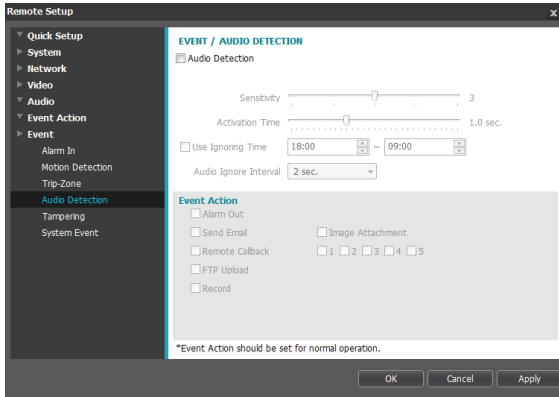 Remote Setup x
Quick Setup
System
Network
Video
Audio
Event Action
Event
Alarm In
Motion Detection
Trip-Zone
Audio Detection
Tampering
System Event
EVENT / AUDIO DETECTION
Audio Detection
Sensitivity 3
Activation Time 1.0 sec.
Use Ignoring Time 18:00 ~ 09:00
Audio Ignore Interval 2 sec.
Event Action
Alarm Out
Send Email Image Attachment
Remote Callback 1 2 3 4 5
FTP Upload
Record
*Event Action should be set for normal operation.
OK Cancel Apply